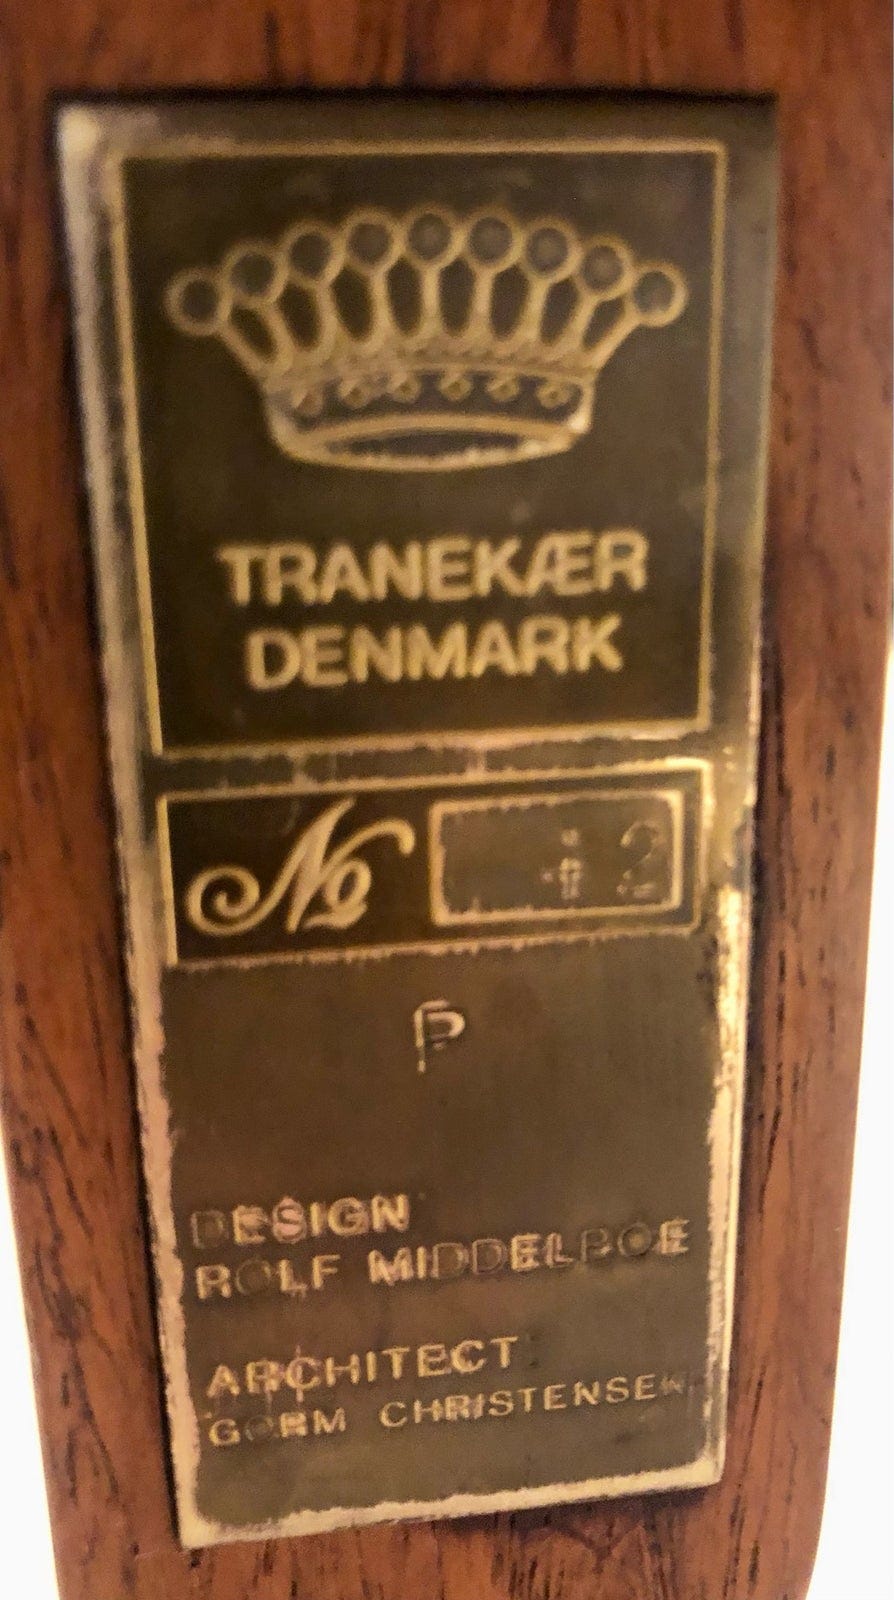 TRANEKÆR
DENMARK
No
P
DESIGN
ROLF MIDDELBOE
ARCHITECT
GORM CHRISTENSEN